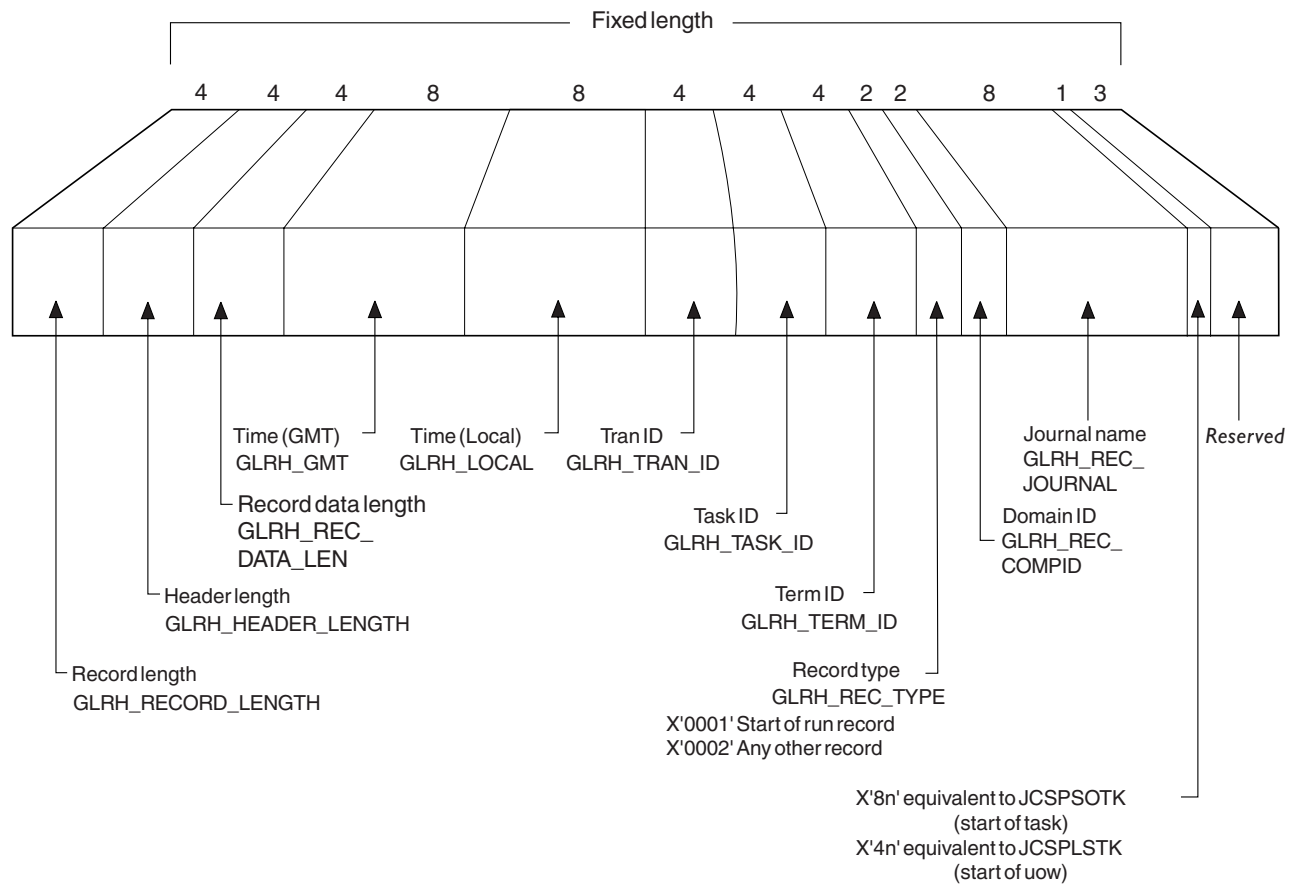 Fixed length
4 4 4 8 8 4 4 4 2 2 8 1 3
Time (GMT)
GLRH_GMT
Time (Local)
GLRH_LOCAL
Tran ID
GLRH_TRAN_ID
Journal name
GLRH_REC_
JOURNAL
Reserved
Record data length
GLRH_REC_
DATA_LEN
Task ID
GLRH_TASK_ID
Domain ID
GLRH_REC_
COMPID
Header length
GLRH_HEADER_LENGTH
Term ID
GLRH_TERM_ID
Record length
GLRH_RECORD_LENGTH
Record type
GLRH_REC_TYPE
X'0001' Start of run record
X'0002' Any other record
X'8n' equivalent to JCSPSOTK
(start of task)
X'4n' equivalent to JCSPLSTK
(start of uow)